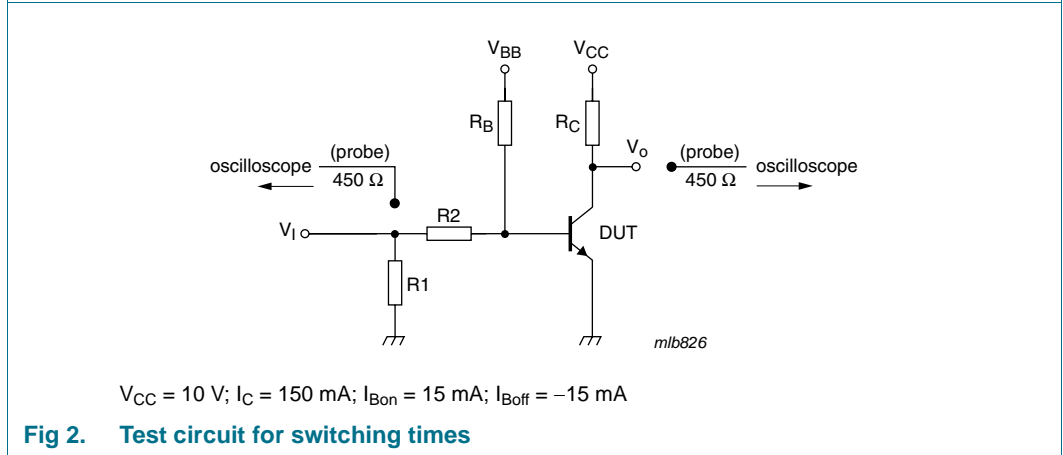 VBB
VCC
RB
RC
Vo
(probe)
450 Ω
oscilloscope
(probe)
450 Ω
oscilloscope
VI
R2
DUT
R1
mlb826
VCC = 10 V; IC = 150 mA; IBon = 15 mA; IBoff = −15 mA
Fig 2. Test circuit for switching times